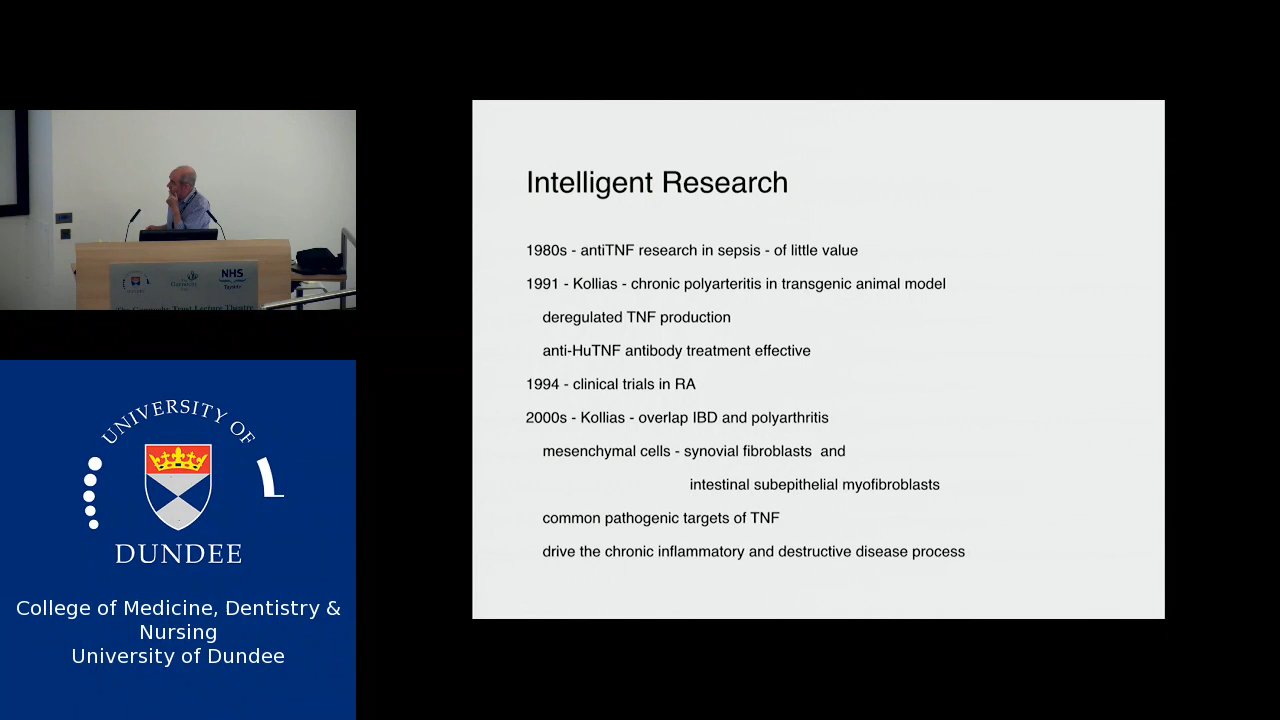 Intelligent Research
1980s - antiTNF research in sepsis - of little value
1991 - Kollias - chronic polyarteritis in transgenic animal model
deregulated TNF production
anti-HuTNF antibody treatment effective
1994 - clinical trials in RA
2000s - Kollias - overlap IBD and polyarthritis
mesenchymal cells - synovial fibroblasts and
intestinal subepithelial myofibroblasts
common pathogenic targets of TNF
drive the chronic inflammatory and destructive disease process
NHS
Tayside
UNIVERSITY OF
DUNDEE
College of Medicine, Dentistry &
Nursing
University of Dundee